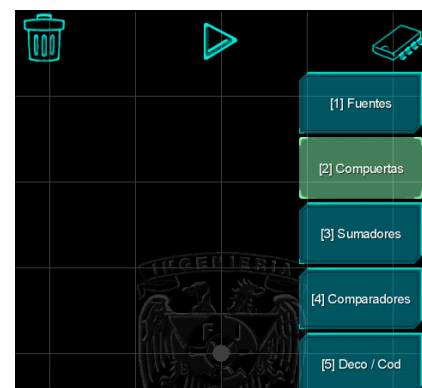 [1] Fuentes
[2] Compuertas
[3] Sumadores
INGENIERIA
[4] Comparadores
F I
[5] Deco / Cod